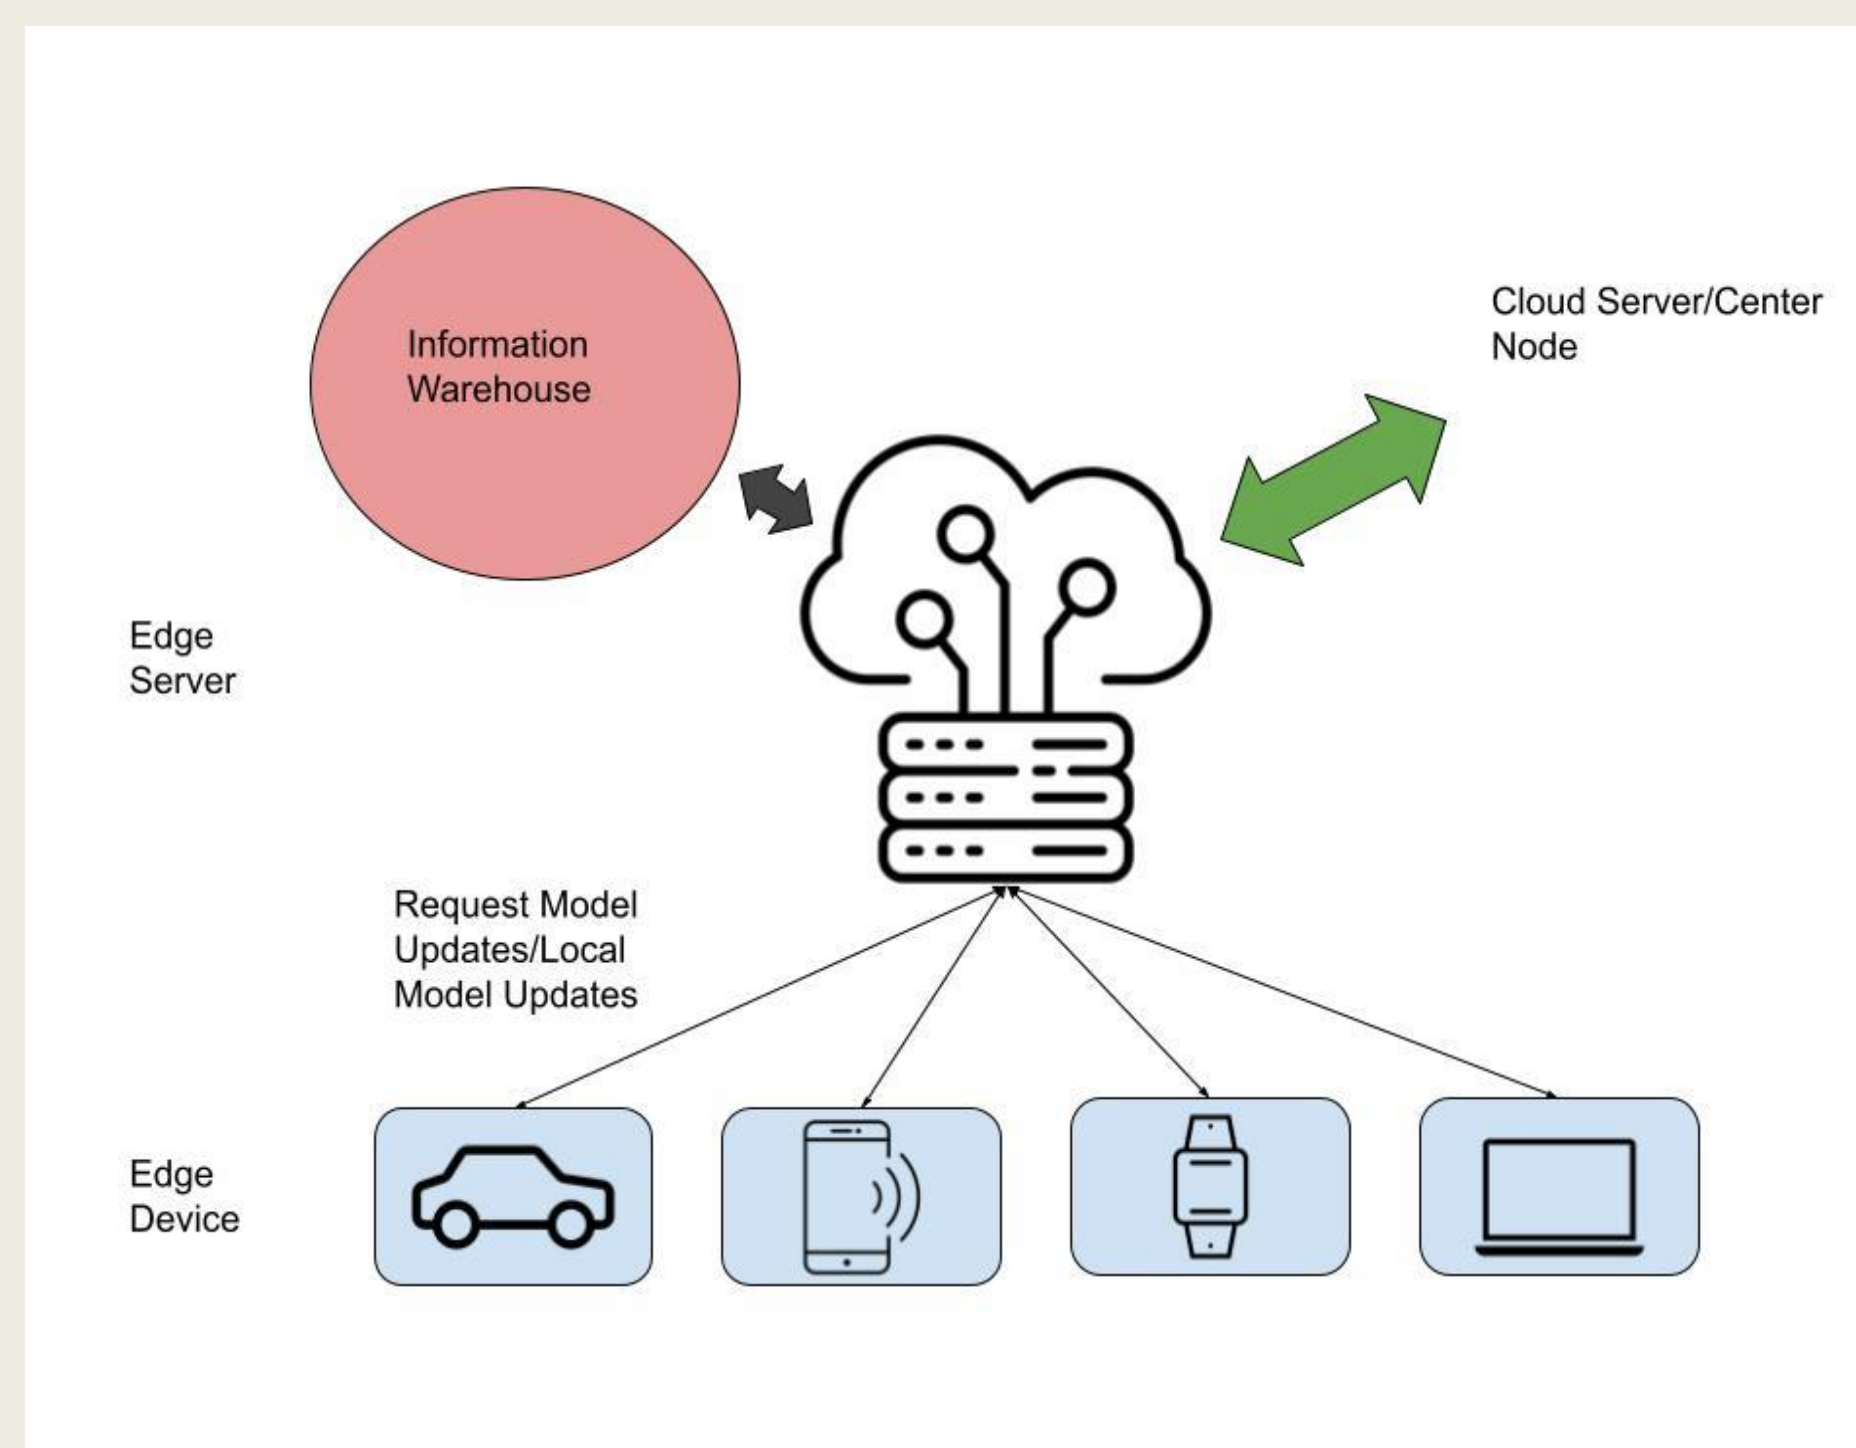 Information
Warehouse
Cloud Server/Center
Node
Edge
Server
Request Model
Updates/Local
Model Updates
Edge
Device